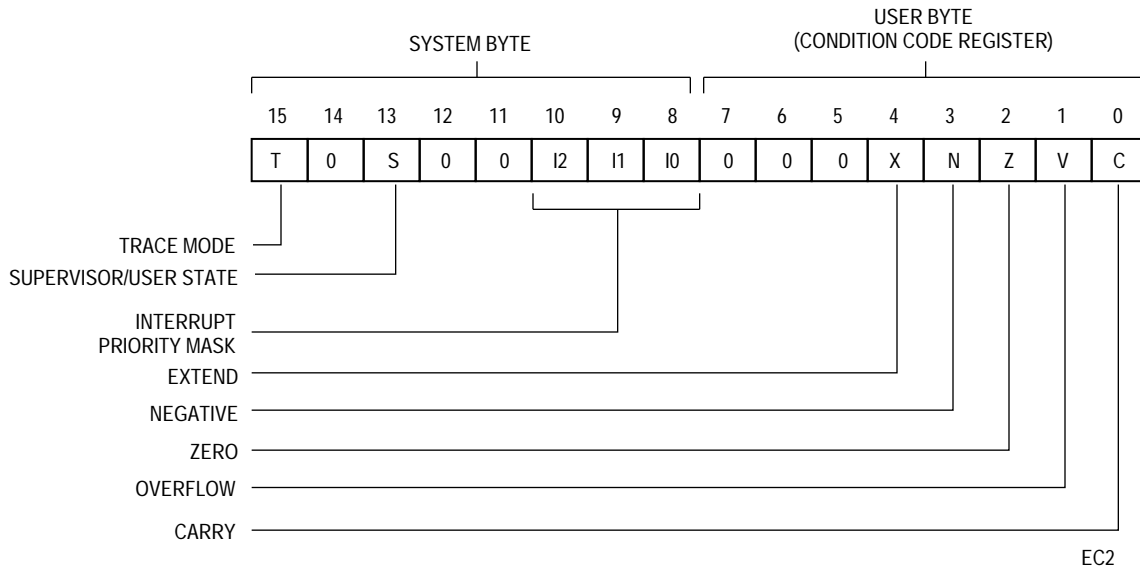 USER BYTE
(CONDITION CODE REGISTER)
SYSTEM BYTE
15 14 13 12 11 10 9 8 7 6 5 4 3 2 1 0
T 0 S 0 0 I2 I1 I0 0 0 0 X N Z V C
TRACE MODE
SUPERVISOR/USER STATE
INTERRUPT
PRIORITY MASK
EXTEND
NEGATIVE
ZERO
OVERFLOW
CARRY
EC2